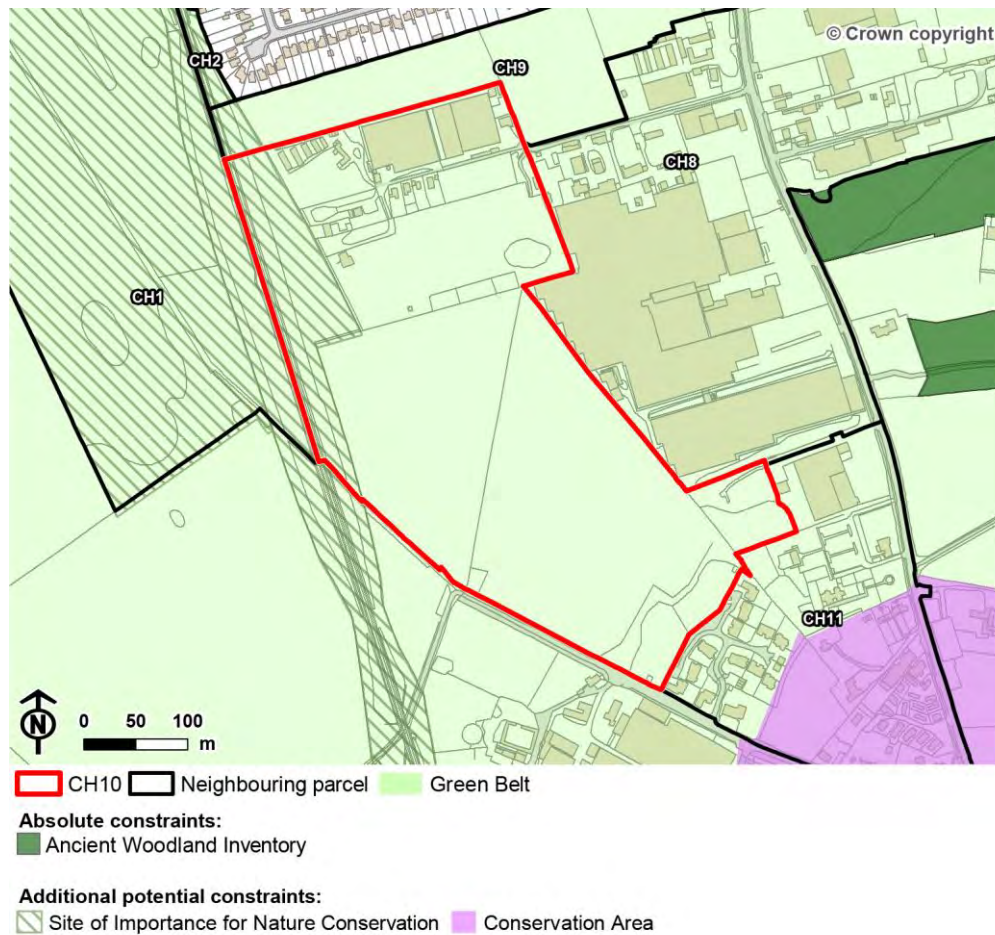 © Crown copyright
CH2
CH9
CH8
CH1
CH11
N
0 50 100
m
CH10 Neighbouring parcel Green Belt
Absolute constraints:
Ancient Woodland Inventory
Additional potential constraints:
Site of Importance for Nature Conservation Conservation Area